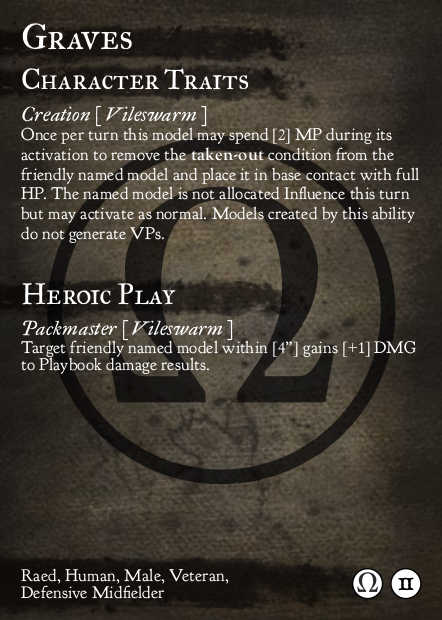 Graves
Character Traits
Creation [ Vileswarm ]
Once per turn this model may spend [2] MP during its
activation to remove the taken-out condition from the
friendly named model and place it in base contact with full
HP. The named model is not allocated Influence this turn
but may activate as normal. Models created by this ability
do not generate VPs.
Heroic Play
Packmaster [ Vileswarm ]
Target friendly named model within [4"] gains [+1] DMG
to Playbook damage results.
Raed, Human, Male, Veteran,
Defensive Midfielder
Ω II